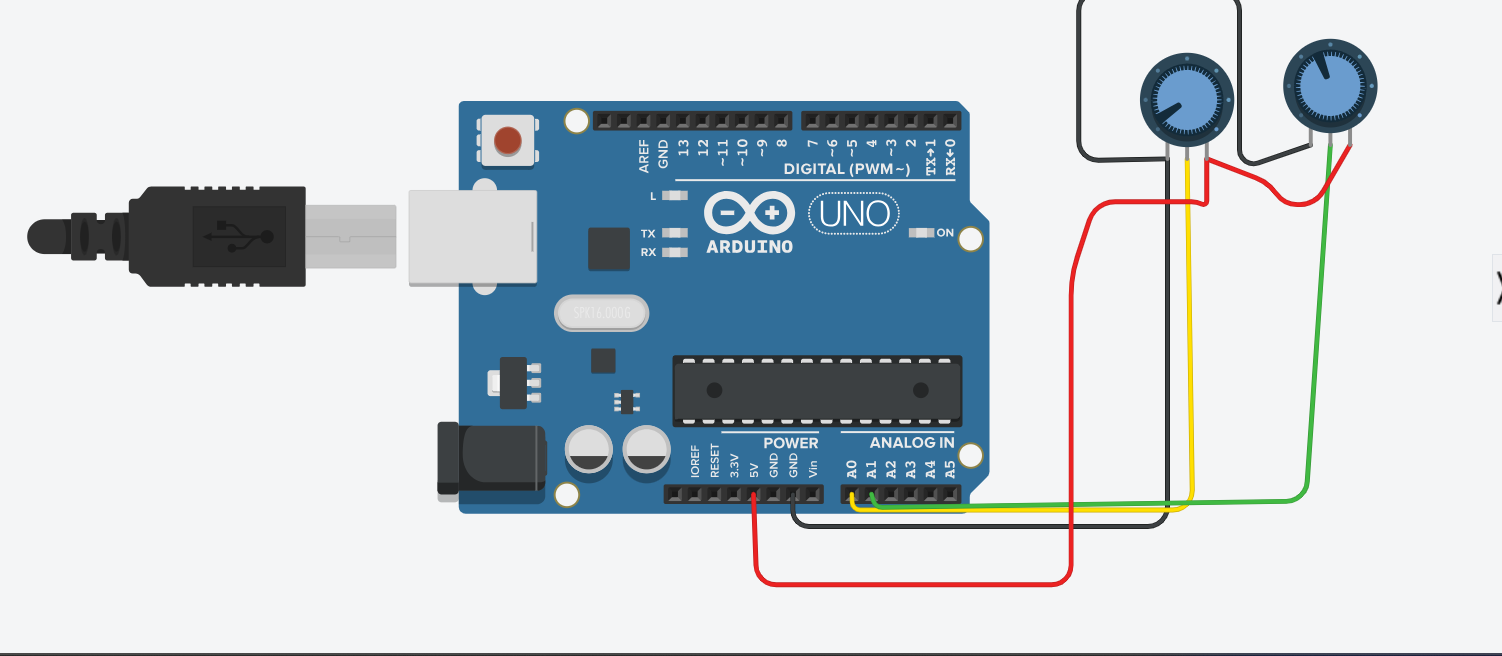 AREF
GND
13
12
~11
~10
~9
8
7
~6
~5
4
~3
2
TX→1
RX←0
DIGITAL (PWM~)
L
TX
RX
ARDUINO
UNO
ON
SPK16.000G
POWER
ANALOG IN
IOREF
RESET
3.3V
5V
GND
GND
Vin
A0
A1
A2
A3
A4
A5